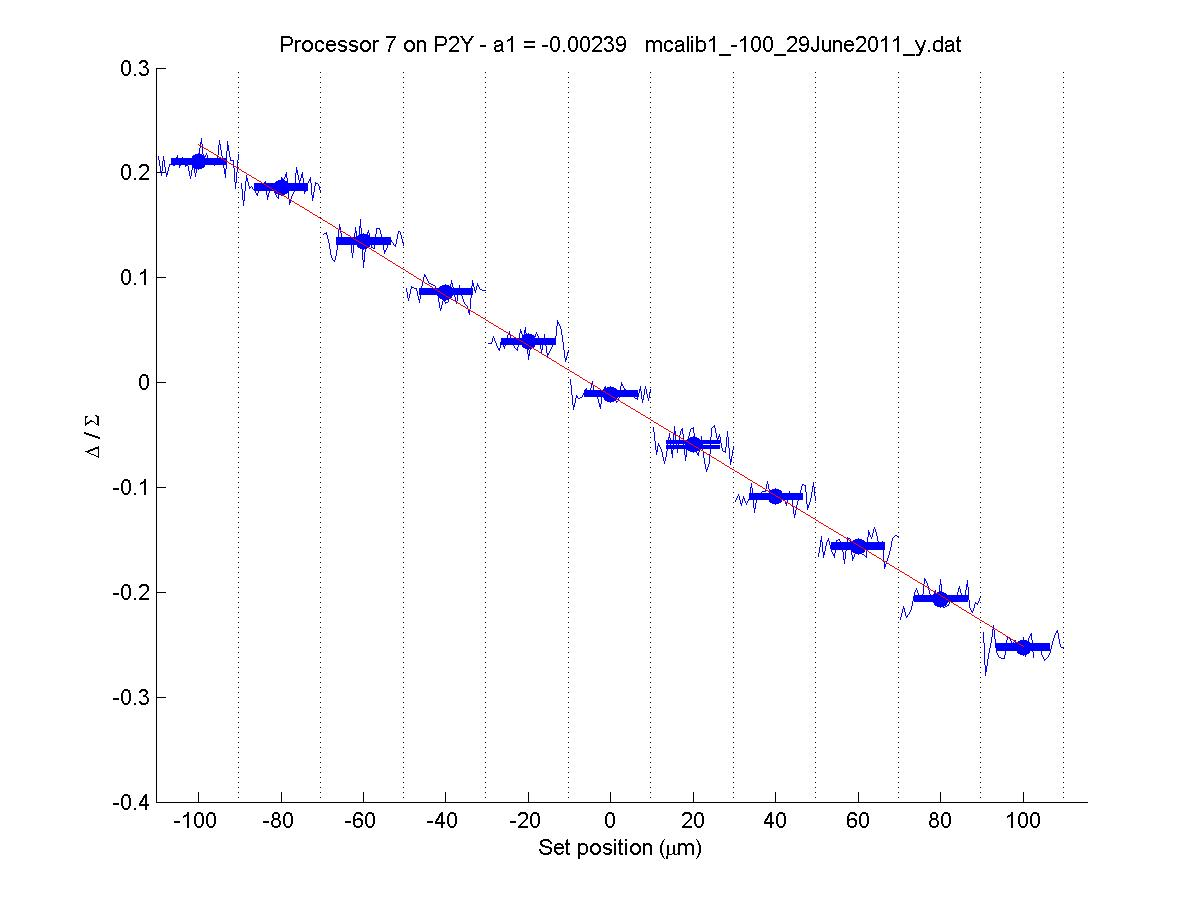 Processor 7 on P2Y - a1 = -0.00239   mcalib1_-100_29June2011_y.dat
0.3
0.2
0.1
0
-0.1
-0.2
-0.3
-0.4
Δ / Σ
-100 -80 -60 -40 -20 0 20 40 60 80 100
Set position (μm)